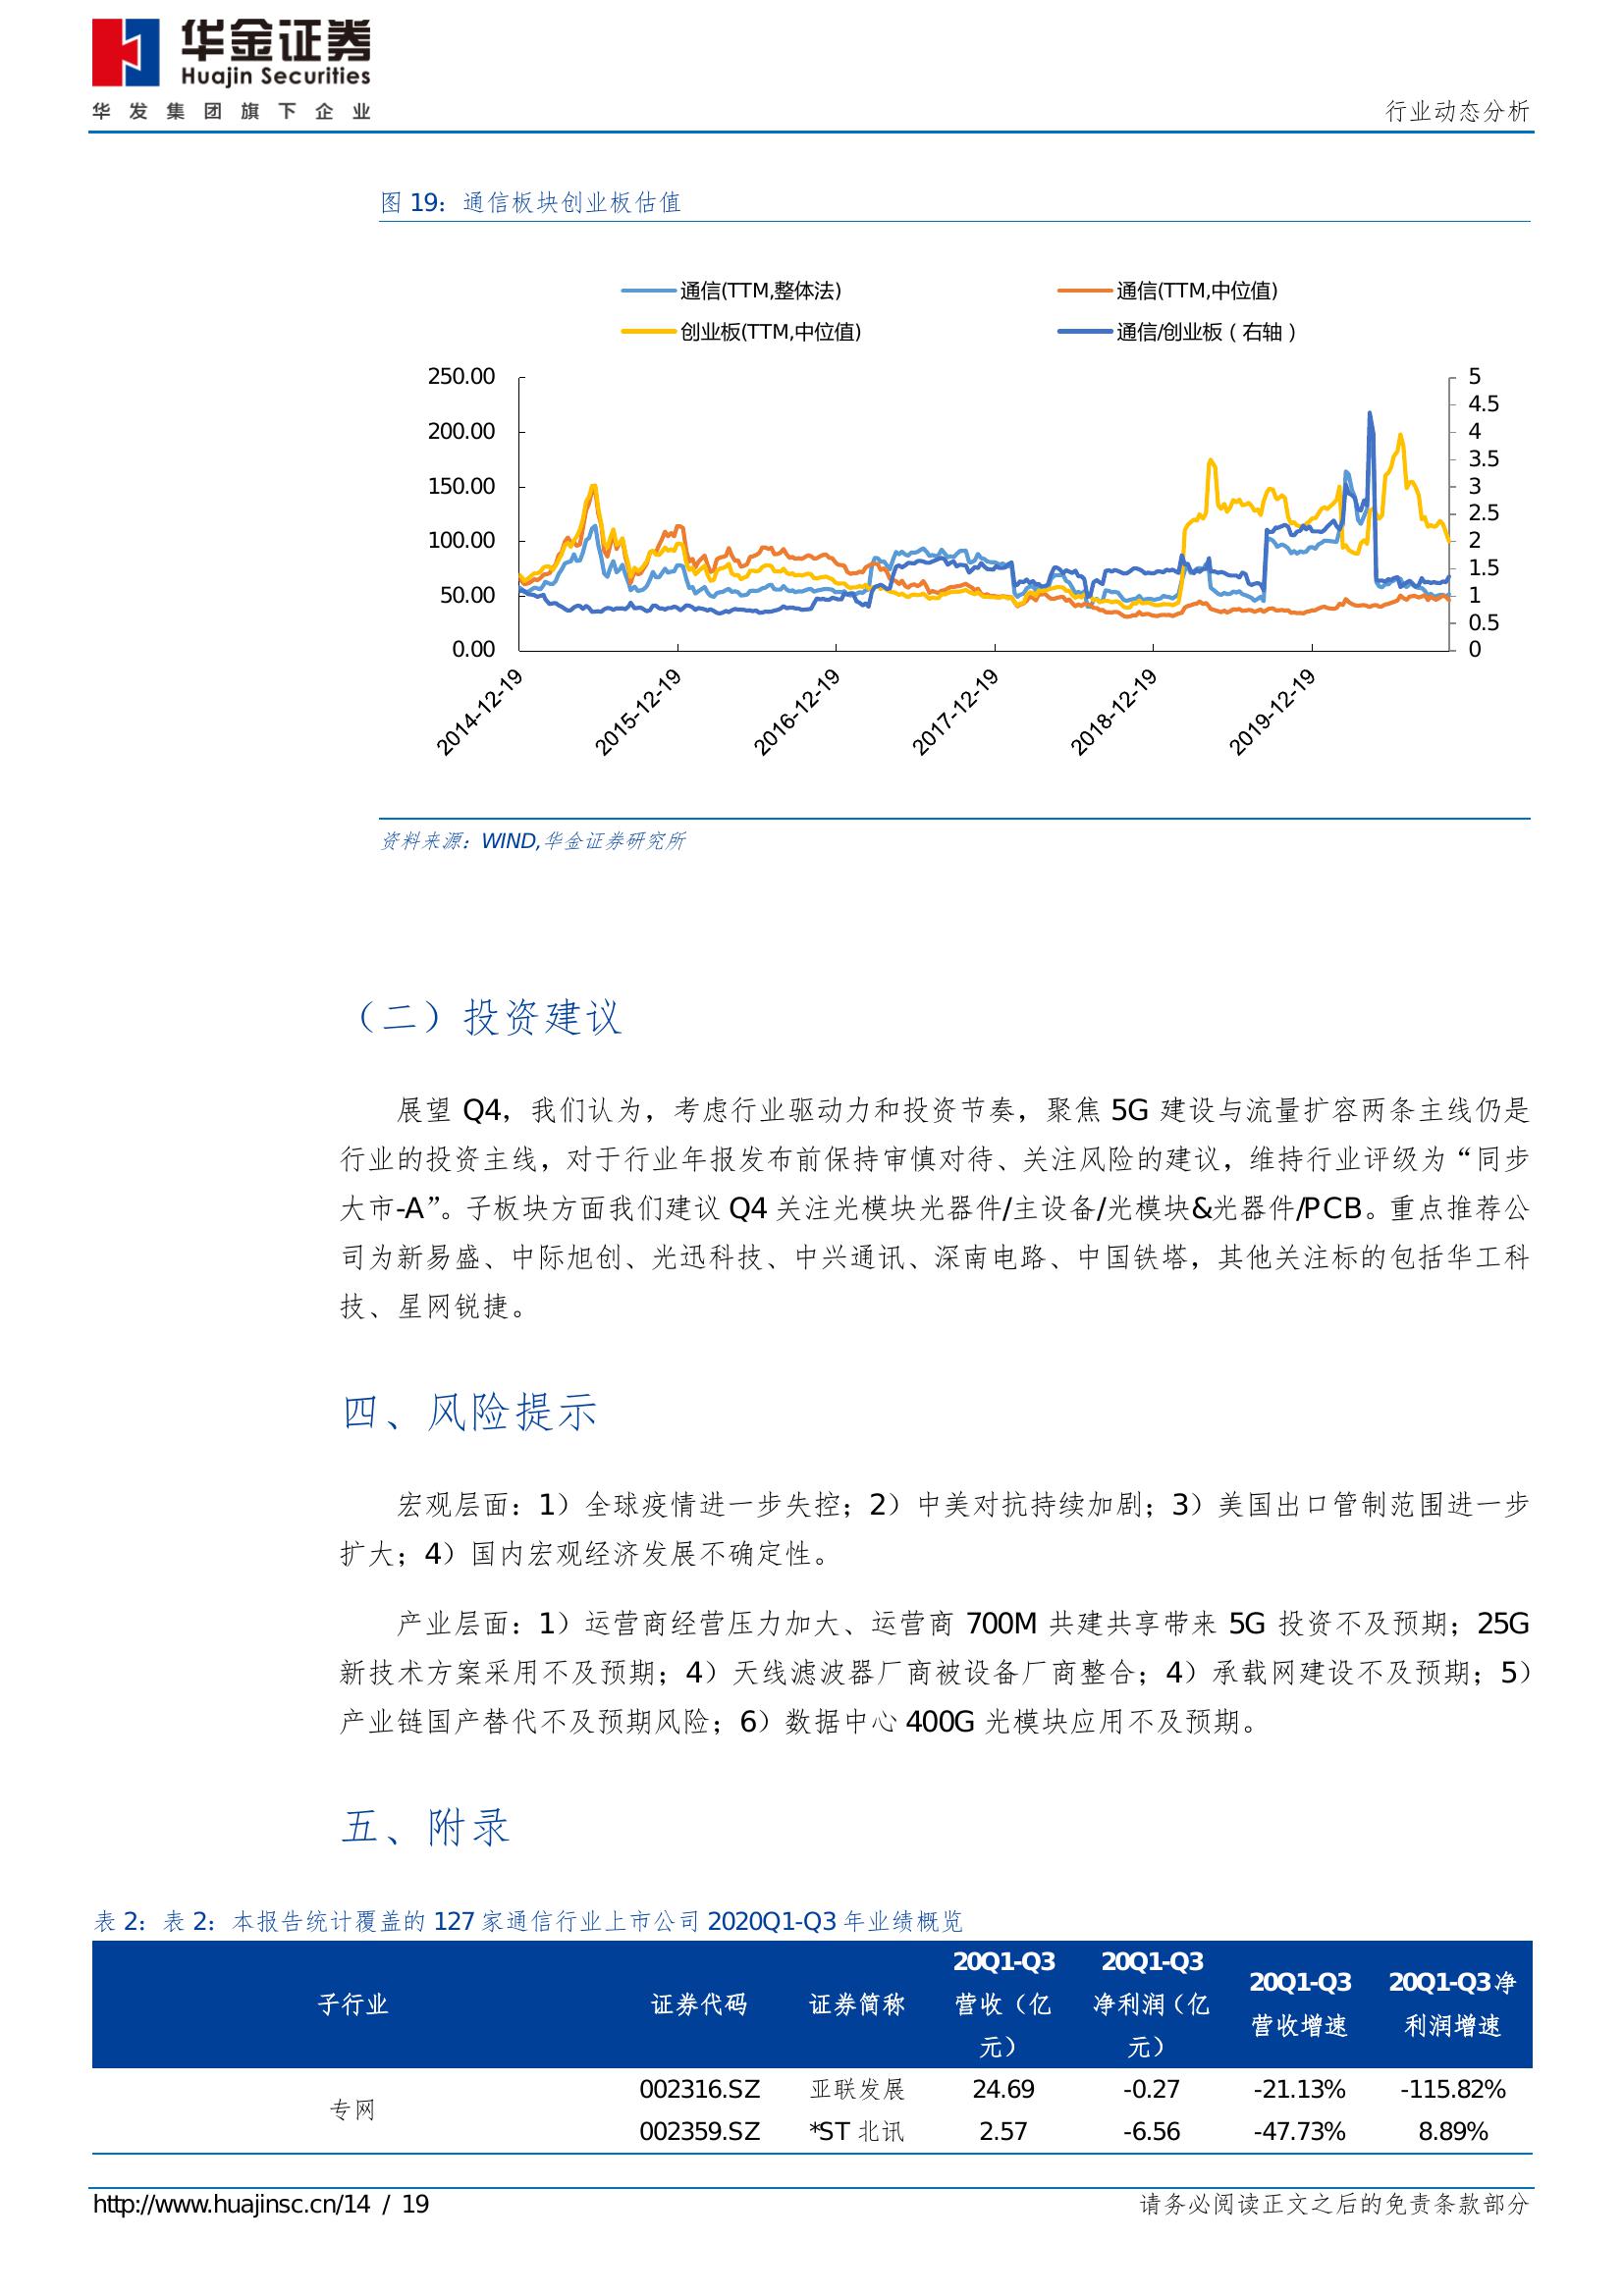 华金证券
Huajin Securities
华发集团旗下企业
行业动态分析
图 19：通信板块创业板估值
通信(TTM,整体法)
通信(TTM,中位值)
创业板(TTM,中位值)
通信/创业板（右轴）
250.00
200.00
150.00
100.00
50.00
0.00
5
4.5
4
3.5
3
2.5
2
1.5
1
0.5
0
2014-12-19
2015-12-19
2016-12-19
2017-12-19
2018-12-19
2019-12-19
资料来源：WIND,华金证券研究所
（二）投资建议
展望 Q4，我们认为，考虑行业驱动力和投资节奏，聚焦 5G 建设与流量扩容两条主线仍是
行业的投资主线，对于行业年报发布前保持审慎对待、关注风险的建议，维持行业评级为“同步
大市-A”。子板块方面我们建议 Q4 关注光模块光器件/主设备/光模块&光器件/PCB。重点推荐公
司为新易盛、中际旭创、光迅科技、中兴通讯、深南电路、中国铁塔，其他关注标的包括华工科
技、星网锐捷。
四、风险提示
宏观层面：1）全球疫情进一步失控；2）中美对抗持续加剧；3）美国出口管制范围进一步
扩大；4）国内宏观经济发展不确定性。
产业层面：1）运营商经营压力加大、运营商 700M 共建共享带来 5G 投资不及预期；25G
新技术方案采用不及预期；4）天线滤波器厂商被设备厂商整合；4）承载网建设不及预期；5）
产业链国产替代不及预期风险；6）数据中心 400G 光模块应用不及预期。
五、附录
表 2：表 2：本报告统计覆盖的 127 家通信行业上市公司 2020Q1-Q3 年业绩概览
子行业 证券代码 证券简称 20Q1-Q3 营收（亿元） 20Q1-Q3 净利润（亿元） 20Q1-Q3 营收增速 20Q1-Q3 净利润增速
专网
002316.SZ 亚联发展 24.69 -0.27 -21.13% -115.82%
002359.SZ *ST 北讯 2.57 -6.56 -47.73% 8.89%
http://www.huajinsc.cn/14 / 19
请务必阅读正文之后的免责条款部分